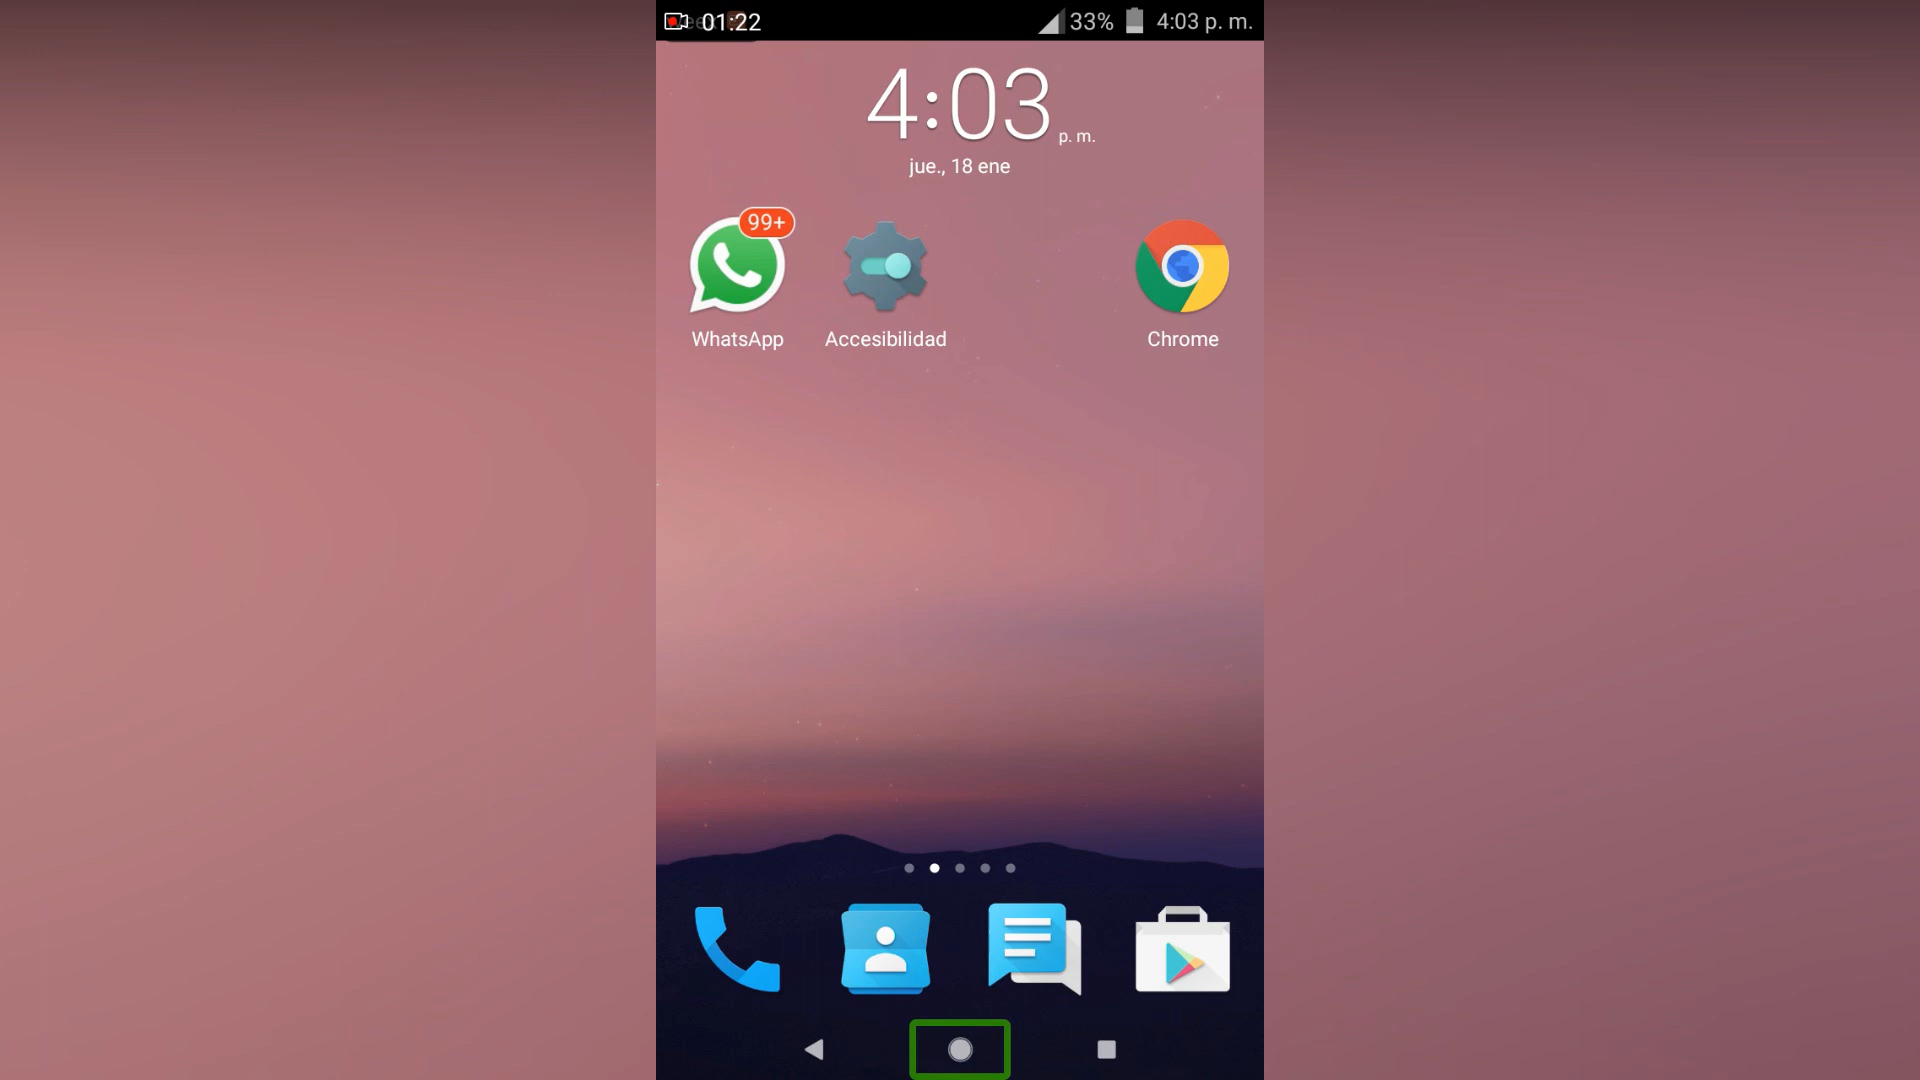 01:22
33%
4:03 p. m.
4:03 p. m.
jue., 18 ene
99+
WhatsApp
Accesibilidad
Chrome